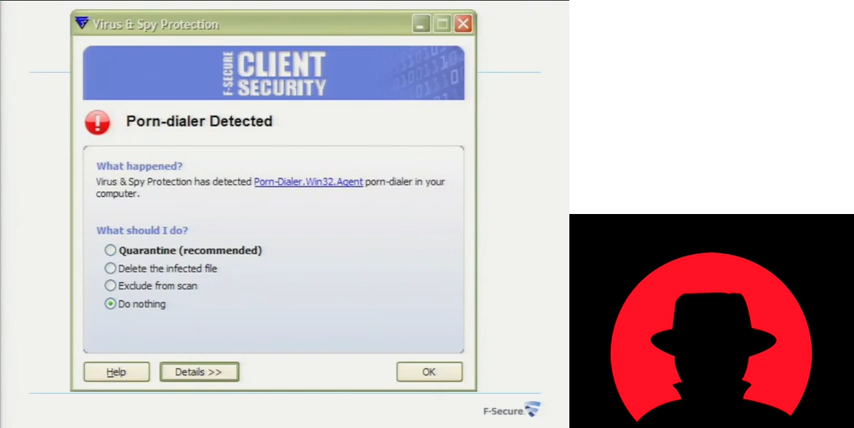 Virus & Spy Protection
F-SECURE CLIENT
SECURITY
Porn-dialer Detected
What happened?
Virus & Spy Protection has detected Porn-Dialer.Win32.Agent porn-dialer in your
computer.
What should I do?
Quarantine (recommended)
Delete the infected file
Exclude from scan
Do nothing
Help
Details >>
OK
F-Secure